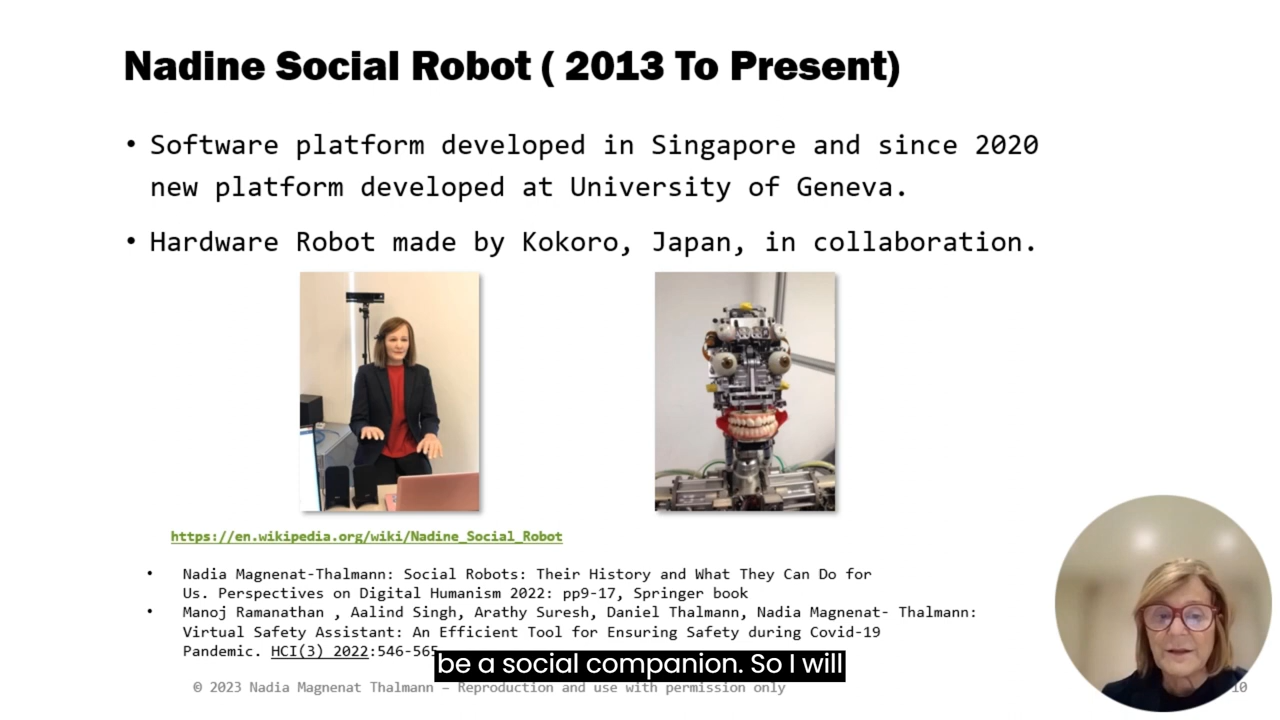 Nadine Social Robot ( 2013 To Present)
• Software platform developed in Singapore and since 2020
new platform developed at University of Geneva.
• Hardware Robot made by Kokoro, Japan, in collaboration.
https://en.wikipedia.org/wiki/Nadine_Social_Robot
• Nadia Magnenat-Thalmann: Social Robots: Their History and What They Can Do for
Us. Perspectives on Digital Humanism 2022: pp9-17, Springer book
• Manoj Ramanathan , Aalind Singh, Arathy Suresh, Daniel Thalmann, Nadia Magnenat- Thalmann:
Virtual Safety Assistant: An Efficient Tool for Ensuring Safety during Covid-19
Pandemic. HCI(3) 2022:546-565
be a social companion. So I will
© 2023 Nadia Magnenat Thalmann – Reproduction and use with permission only
10